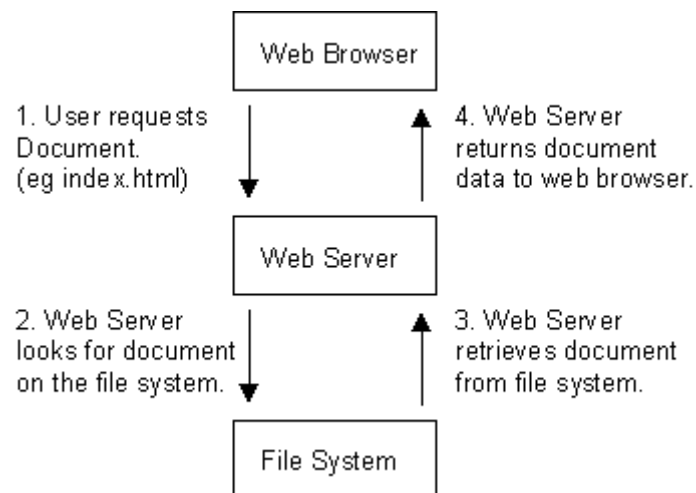 Web Browser
1. User requests
Document.
(eg index.html)
4. Web Server
returns document
data to web browser.
Web Server
2. Web Server
looks for document
on the file system.
3. Web Server
retrieves document
from file system.
File System